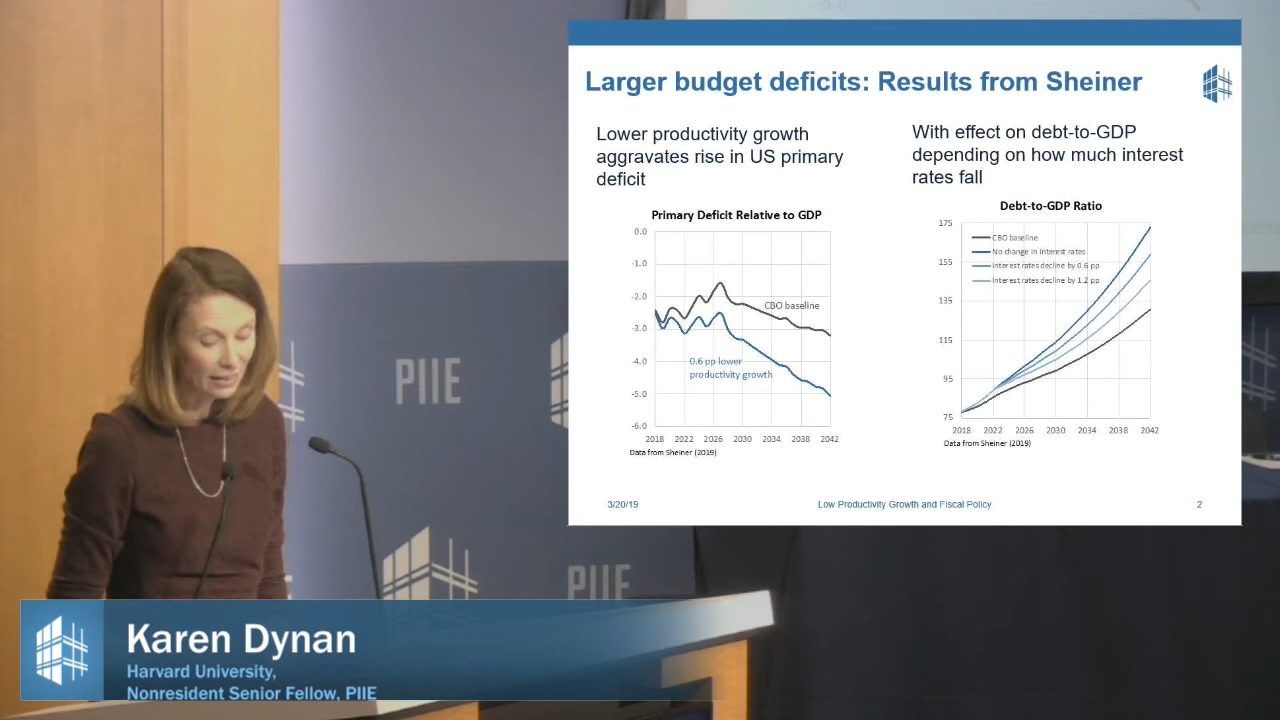 Larger budget deficits: Results from Sheiner
Lower productivity growth
aggravates rise in US primary
deficit
With effect on debt-to-GDP
depending on how much interest
rates fall
Primary Deficit Relative to GDP
0.0
-1.0
-2.0
-3.0
-4.0
-5.0
-6.0
CBO baseline
0.6 pp lower
productivity growth
2018 2022 2026 2030 2034 2038 2042
Data from Sheiner (2019)
Debt-to-GDP Ratio
175
155
135
115
95
75
CBO baseline
No change in interest rates
Interest rates decline by 0.6 pp
Interest rates decline by 1.2 pp
2018 2022 2026 2030 2034 2038 2042
Data from Sheiner (2019)
3/20/19 Low Productivity Growth and Fiscal Policy 2
PIIE
PIIE
Karen Dynan
Harvard University,
Nonresident Senior Fellow, PIIE